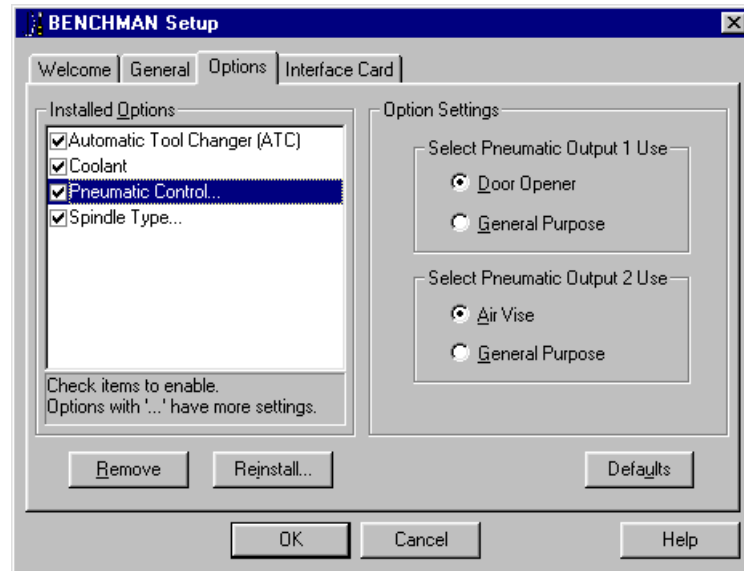 BENCHMAN Setup
Welcome
General
Options
Interface Card
Installed Options
Automatic Tool Changer (ATC)
Coolant
Pneumatic Control...
Spindle Type...
Check items to enable.
Options with '...' have more settings.
Remove
Reinstall...
Option Settings
Select Pneumatic Output 1 Use
Door Opener
General Purpose
Select Pneumatic Output 2 Use
Air Vise
General Purpose
Defaults
OK
Cancel
Help